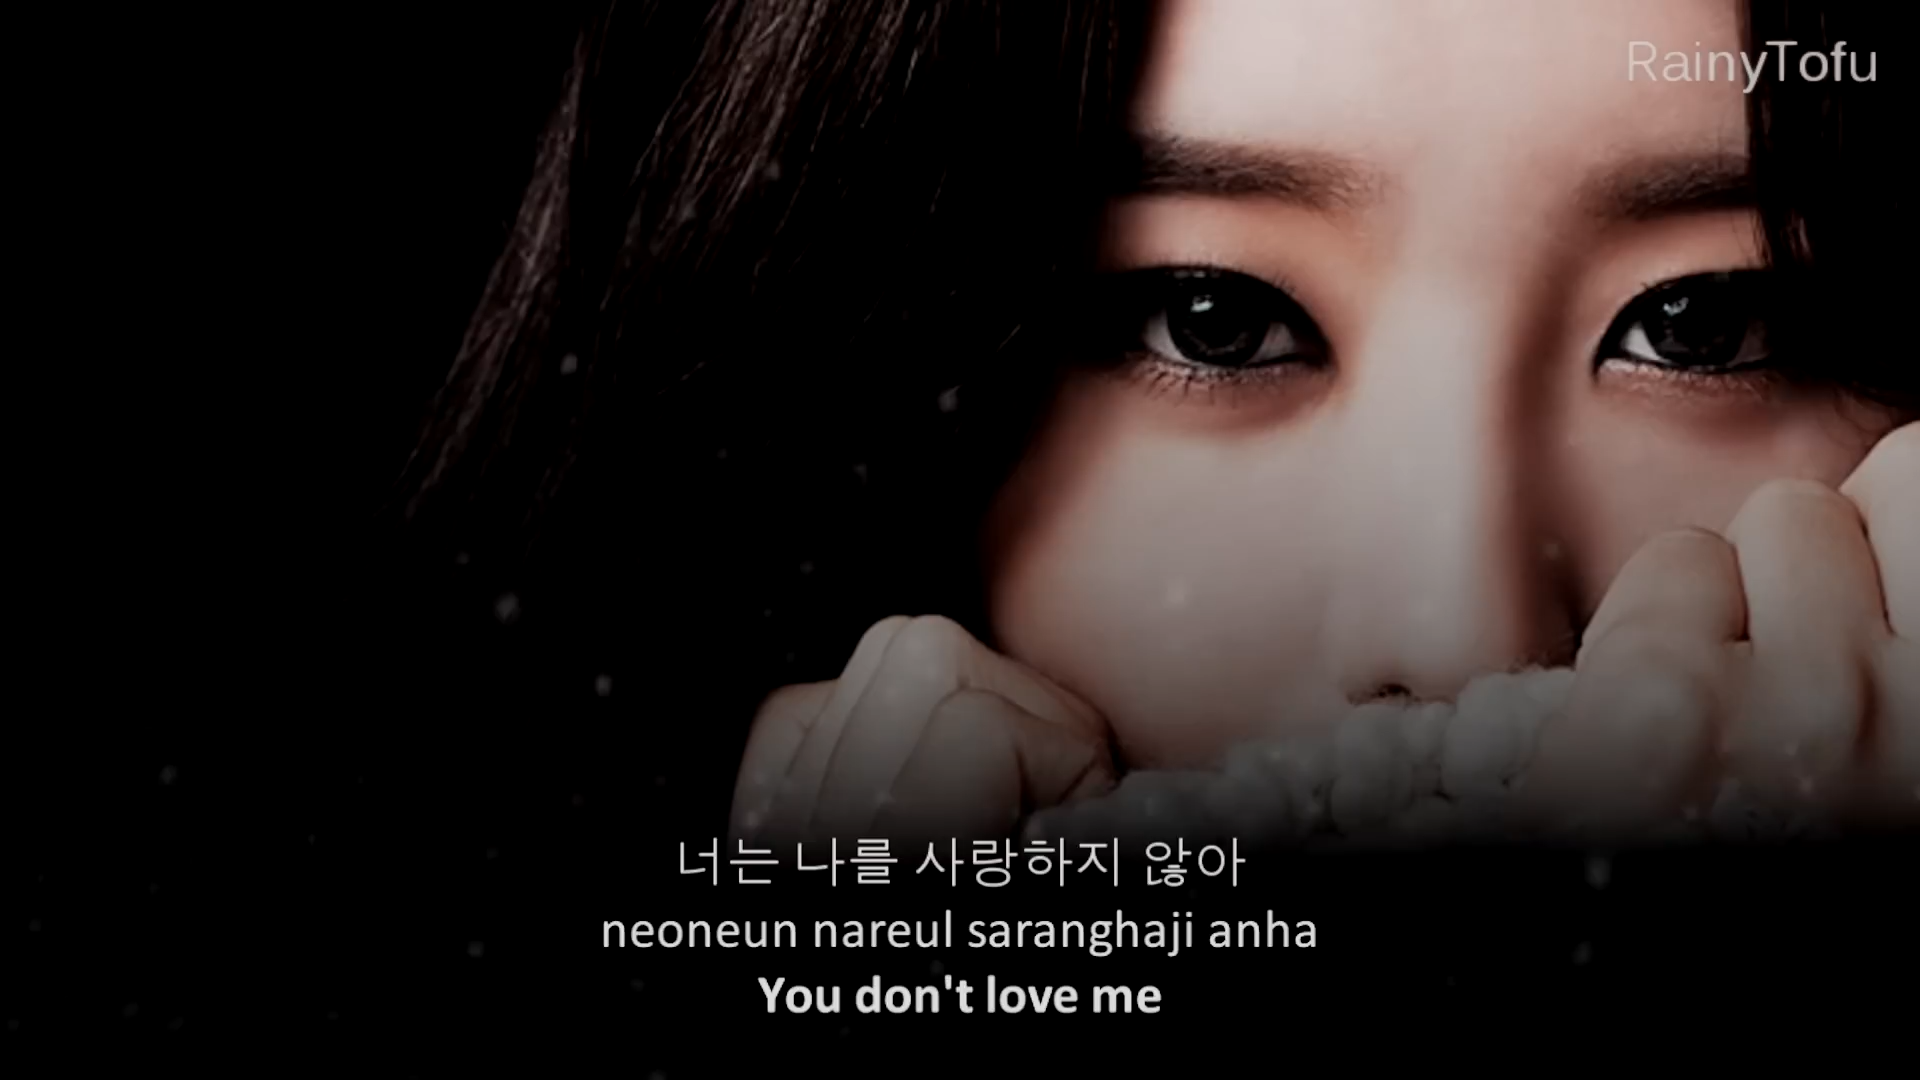 RainyTofu
너는 나를 사랑하지 않아
neoneun nareul saranghaji anha
You don't love me